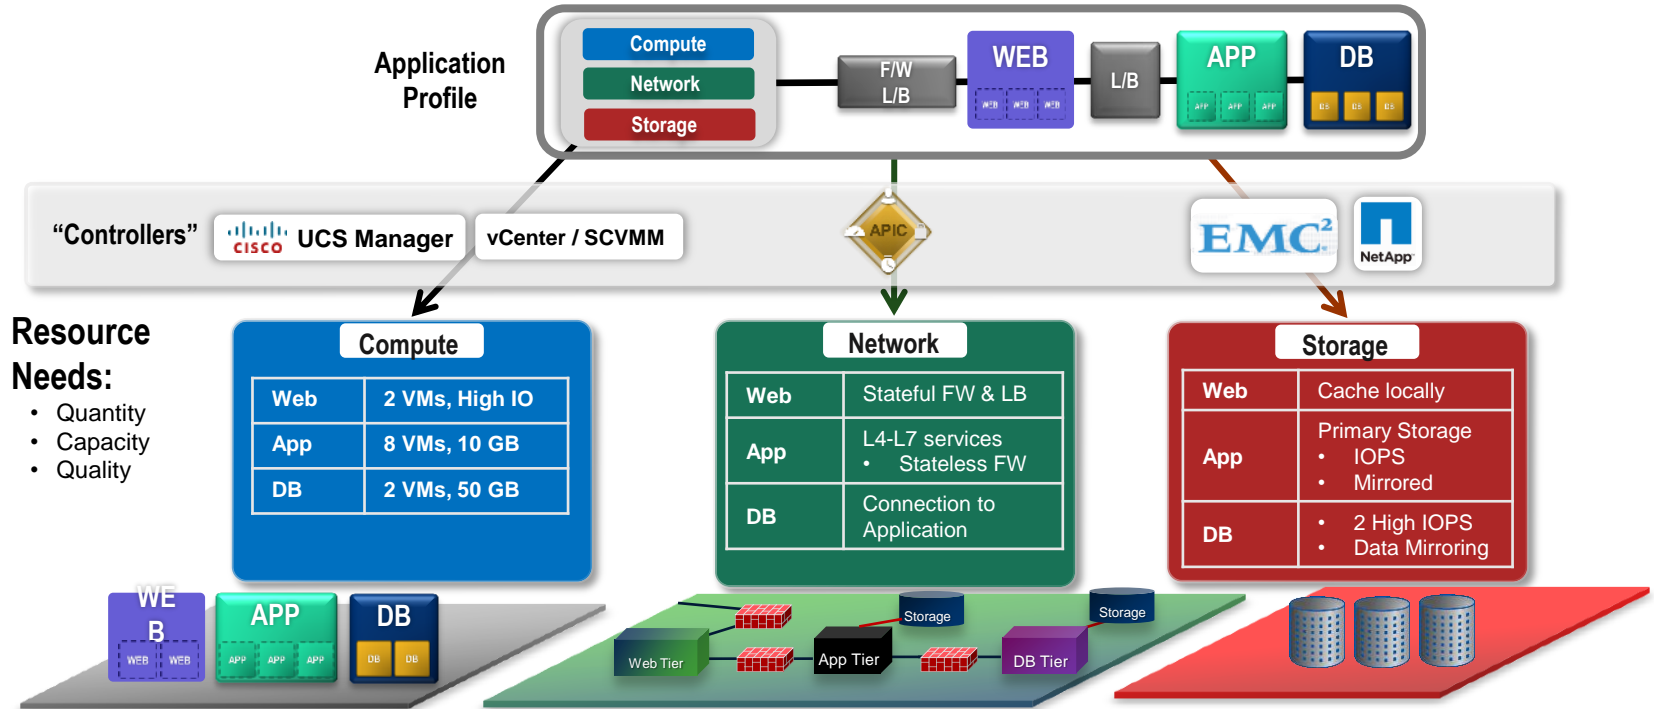 Application
Profile
Compute
Network
Storage
F/W
L/B
WEB
WEB WEB WEB
L/B
APP
APP APP APP
DB
DB DB DB
“Controllers”
CISCO
UCS Manager
vCenter / SCVMM
APIC
EMC²
NetApp
Resource
Needs:
• Quantity
• Capacity
• Quality
Compute
Web 2 VMs, High IO
App 8 VMs, 10 GB
DB 2 VMs, 50 GB
Network
Web Stateful FW & LB
App L4-L7 services
• Stateless FW
DB Connection to
Application
Storage
Web Cache locally
App Primary Storage
• IOPS
• Mirrored
DB • 2 High IOPS
• Data Mirroring
WE
B
WEB WEB
APP
APP APP APP
DB
DB DB
Web Tier
Storage
App Tier
Storage
DB Tier